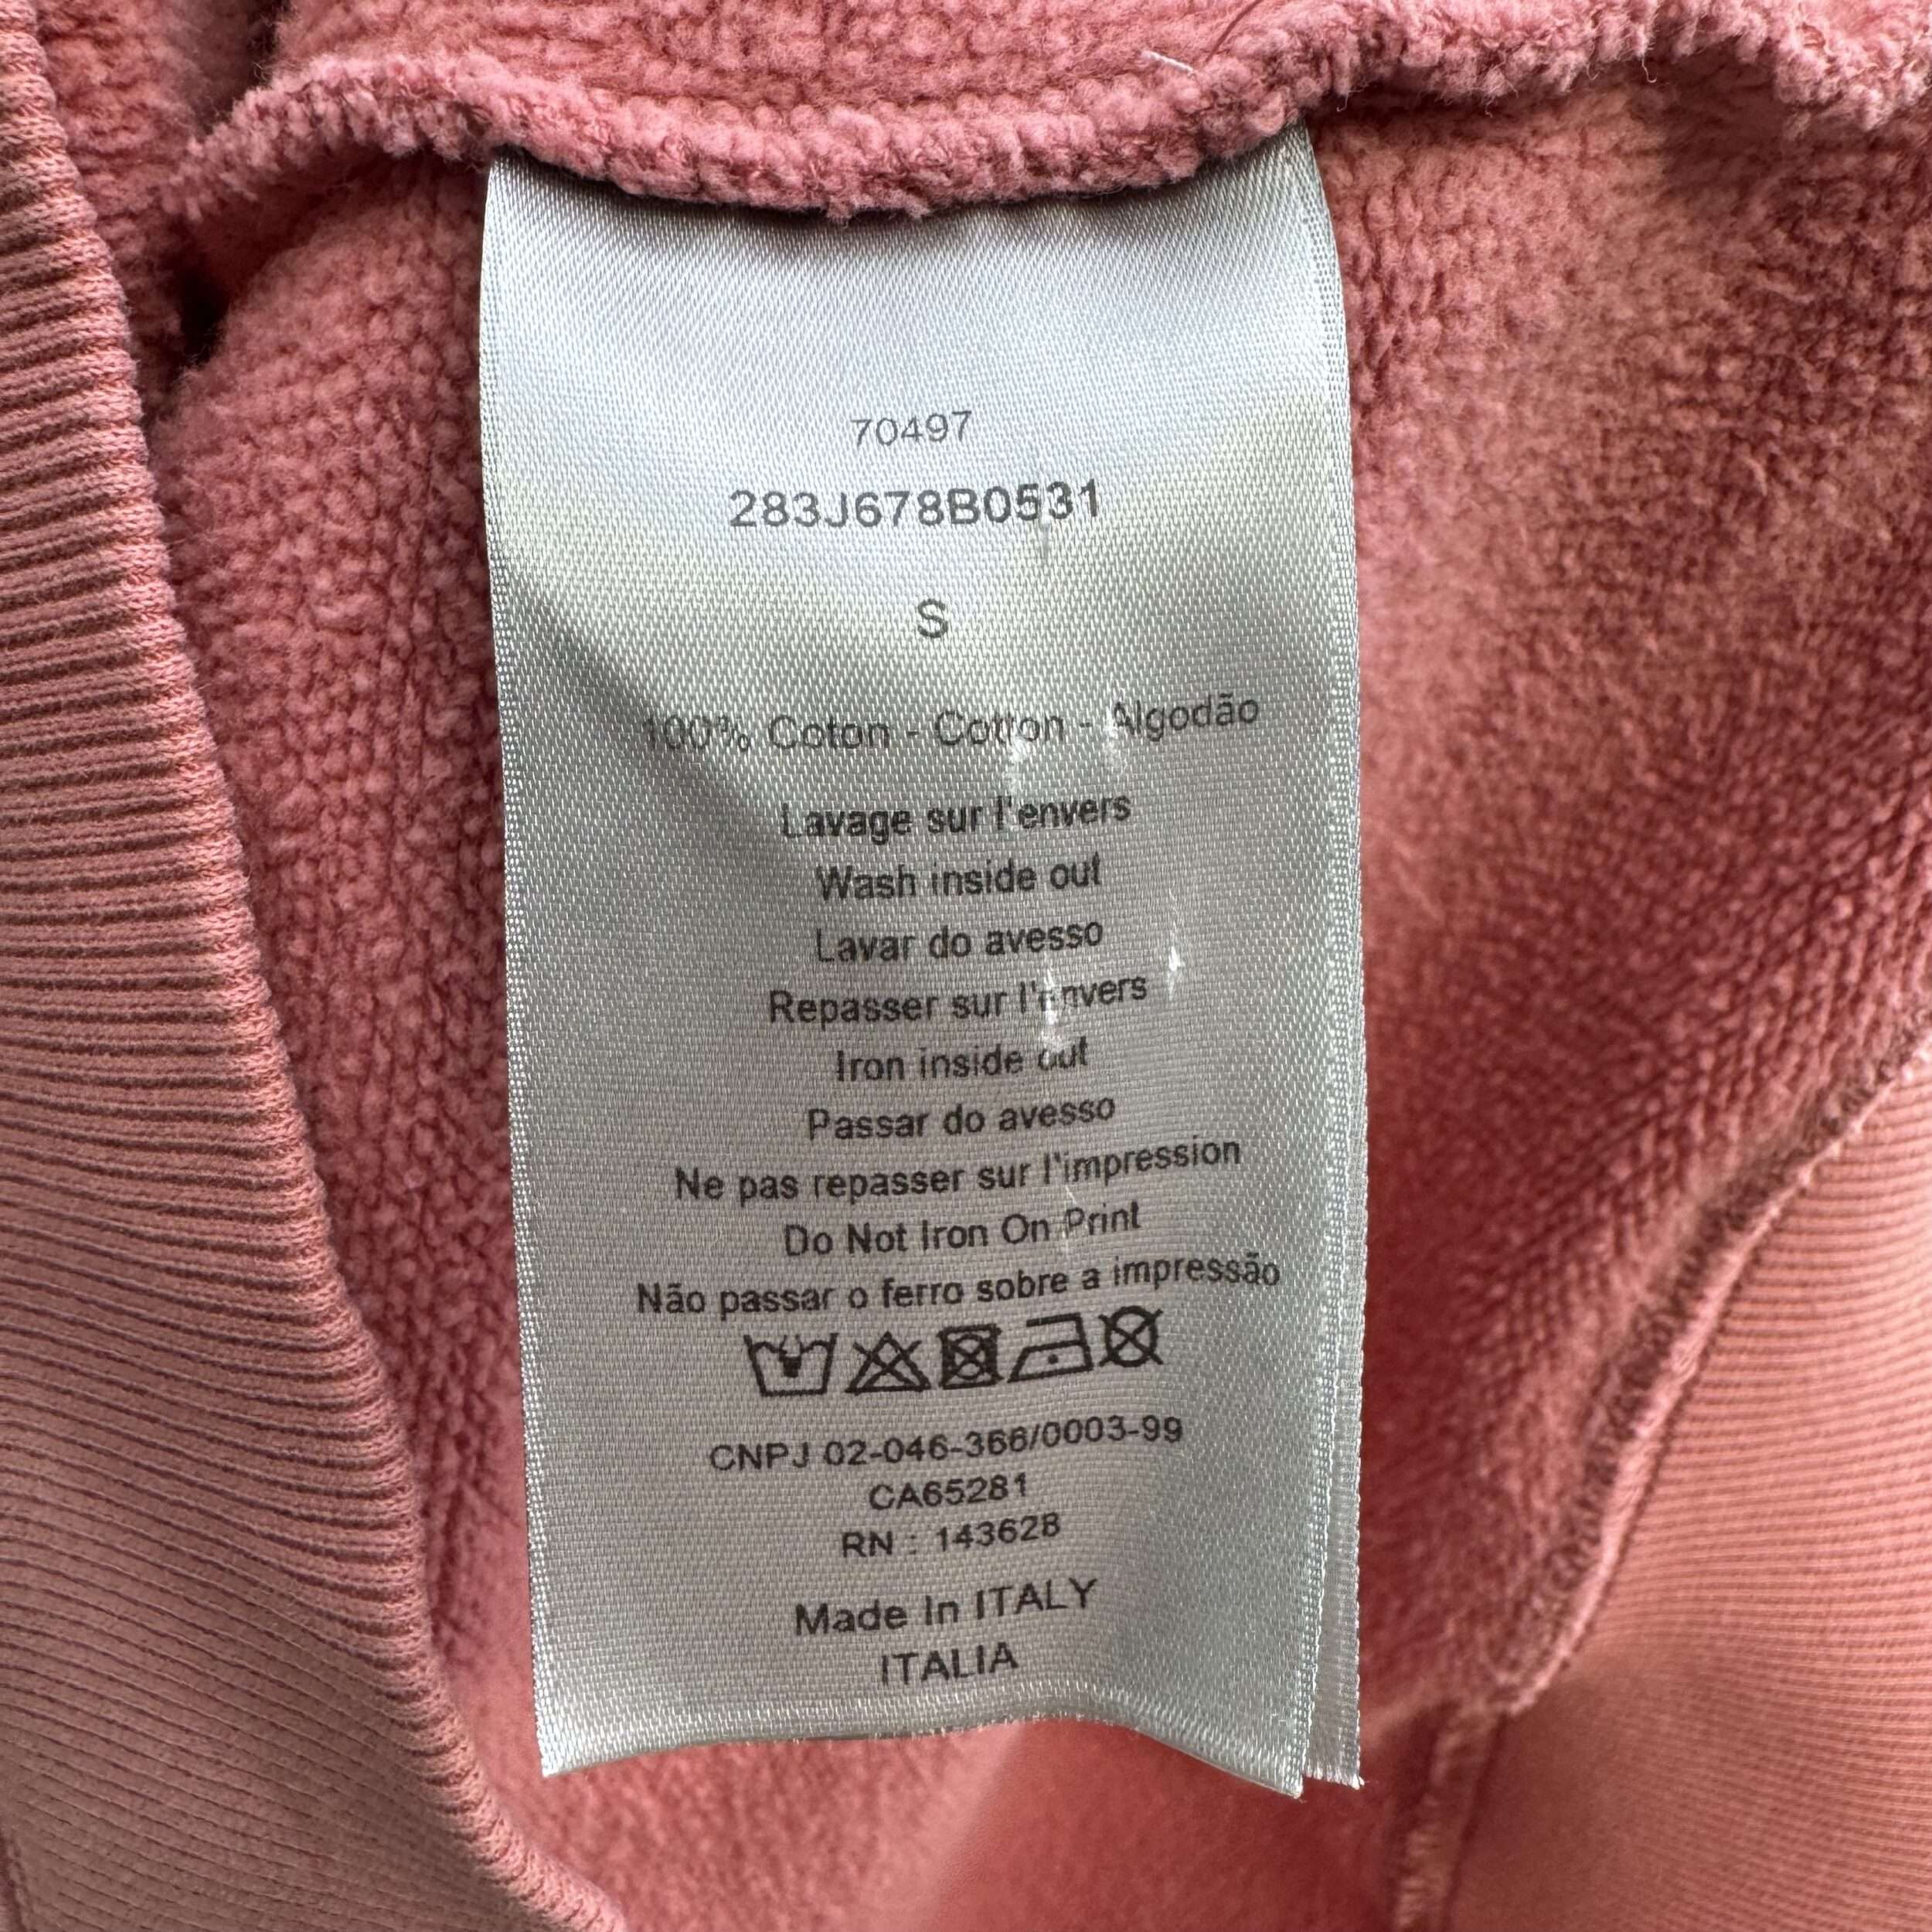 70497
283J678B0531
S
100% Coton - Cotton - Algodão
Lavage sur l'envers
Wash inside out
Lavar do avesso
Repasser sur l'envers
Iron inside out
Passar do avesso
Ne pas repasser sur l'impression
Do Not Iron On Print
Não passar o ferro sobre a impressão
CNPJ 02-046-366/0003-99
CA65281
RN : 143628
Made In ITALY
ITALIA